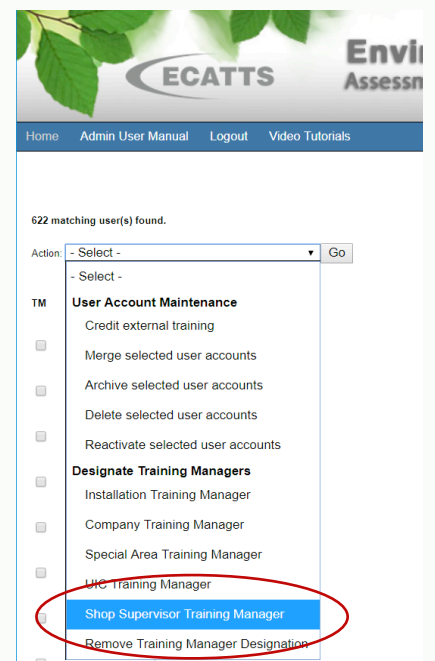 ECATTS
Envi
Assessm
Home Admin User Manual Logout Video Tutorials
622 matching user(s) found.
Action: - Select - ▼ Go
- Select -
TM User Account Maintenance
Credit external training
Merge selected user accounts
Archive selected user accounts
Delete selected user accounts
Reactivate selected user accounts
Designate Training Managers
Installation Training Manager
Company Training Manager
Special Area Training Manager
UIC Training Manager
Shop Supervisor Training Manager
Remove Training Manager Designation